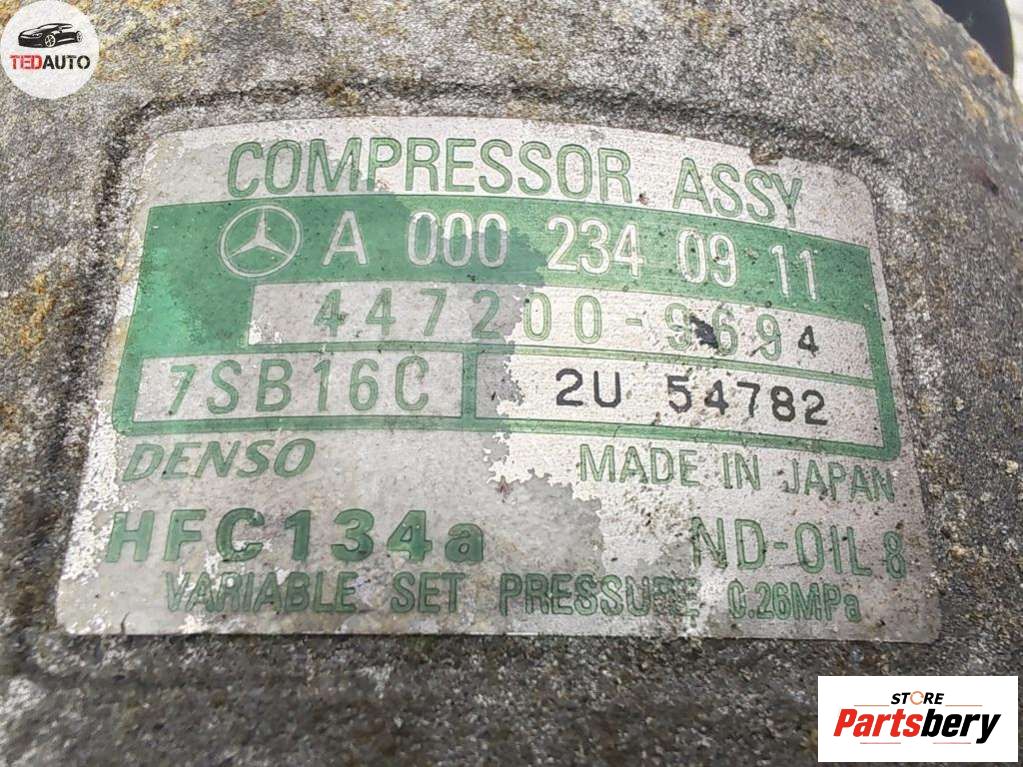 TEDAUTO
COMPRESSOR ASSY
A 000 234 09 11
447200-9694
7SB16C 2U 54782
DENSO MADE IN JAPAN
HFC134a ND-OIL 8
VARIABLE SET PRESSURE 0.26MPa
STORE
Partsbery